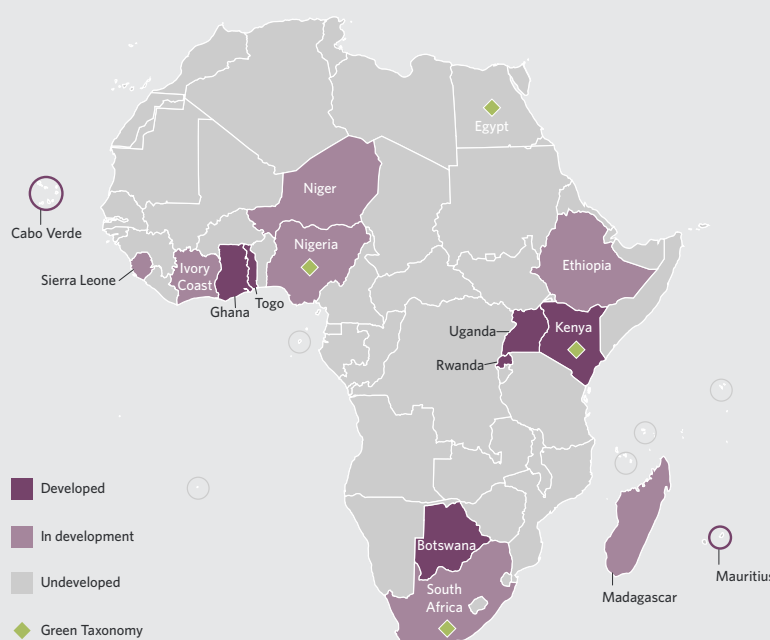 Egypt
Niger
Cabo Verde
Nigeria
Ivory
Coast
Ethiopia
Sierra Leone
Togo
Ghana
Uganda
Kenya
Rwanda
Developed
In development
Botswana
Mauritius
Undeveloped
South
Africa
Madagascar
Green Taxonomy